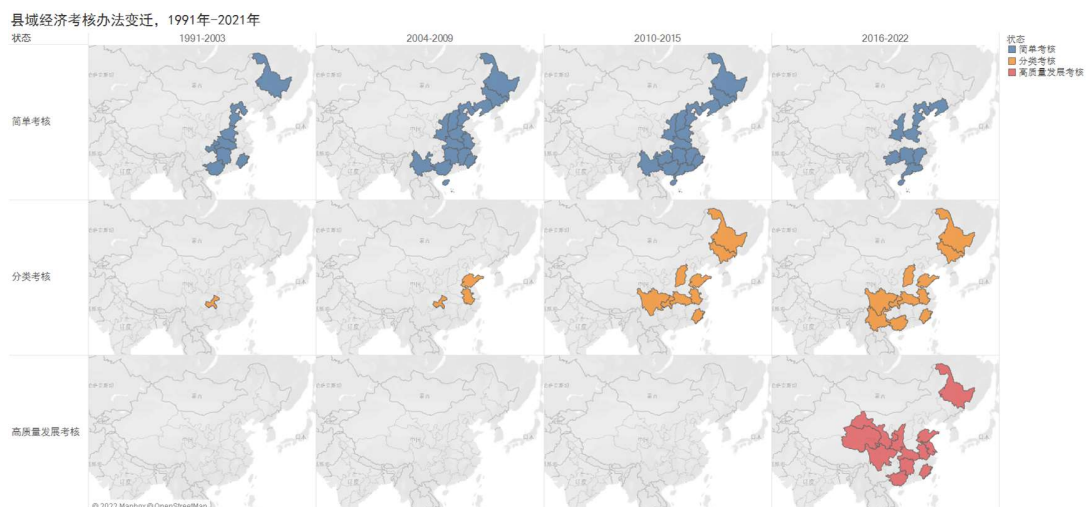 县域经济考核办法变迁，1991年-2021年
状态
1991-2003
2004-2009
2010-2015
2016-2022
状态
简单考核
分类考核
高质量发展考核
简单考核
分类考核
高质量发展考核
© 2022 Mapbox © OpenStreetMap